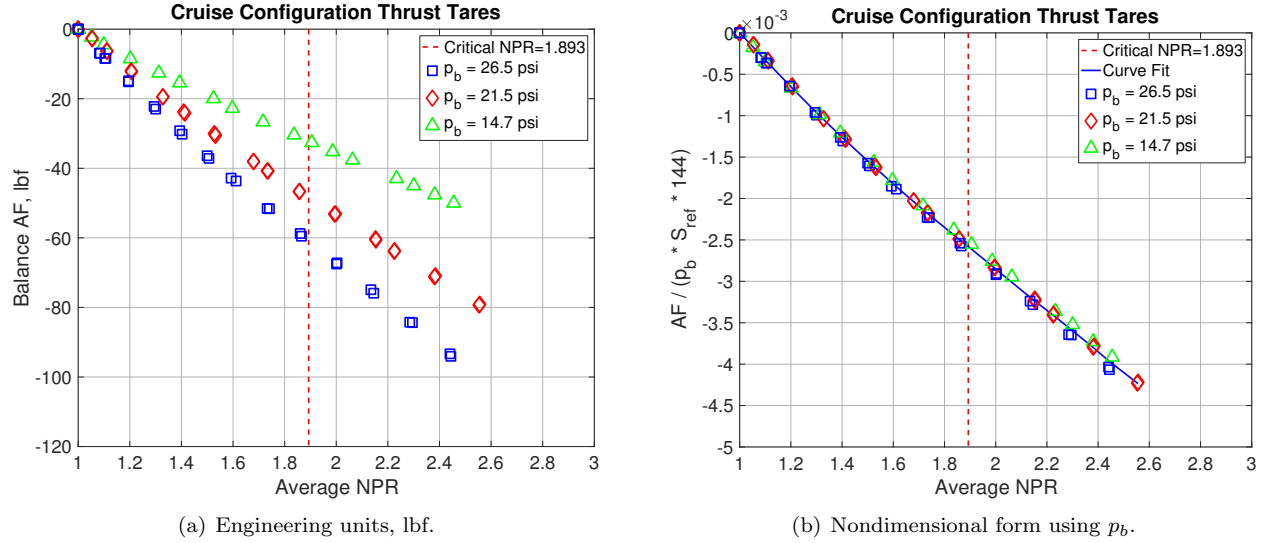 Cruise Configuration Thrust Tares
Critical NPR=1.893
p_b = 26.5 psi
p_b = 21.5 psi
p_b = 14.7 psi
0
-20
-40
-60
-80
-100
-120
Balance AF, lbf
1 1.2 1.4 1.6 1.8 2 2.2 2.4 2.6 2.8 3
Average NPR
(a) Engineering units, lbf.
Cruise Configuration Thrust Tares
×10⁻³
Critical NPR=1.893
Curve Fit
p_b = 26.5 psi
p_b = 21.5 psi
p_b = 14.7 psi
0
-0.5
-1
-1.5
-2
-2.5
-3
-3.5
-4
-4.5
-5
AF / (p_b * S_ref * 144)
1 1.2 1.4 1.6 1.8 2 2.2 2.4 2.6 2.8 3
Average NPR
(b) Nondimensional form using p_b.